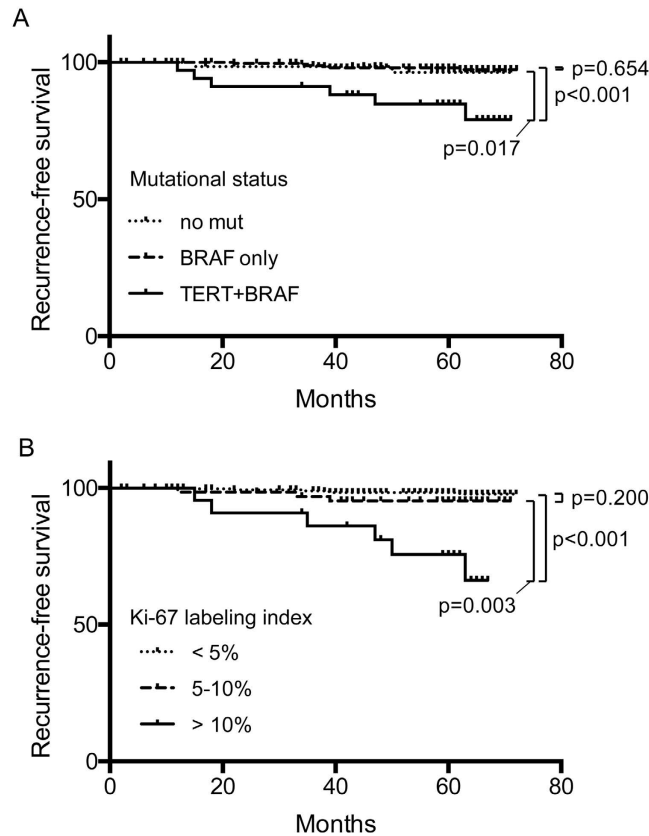 A
Recurrence-free survival
100
50
0
p=0.654
p<0.001
p=0.017
Mutational status
no mut
BRAF only
TERT+BRAF
0 20 40 60 80
Months
B
Recurrence-free survival
100
50
0
p=0.200
p<0.001
p=0.003
Ki-67 labeling index
< 5%
5-10%
> 10%
0 20 40 60 80
Months